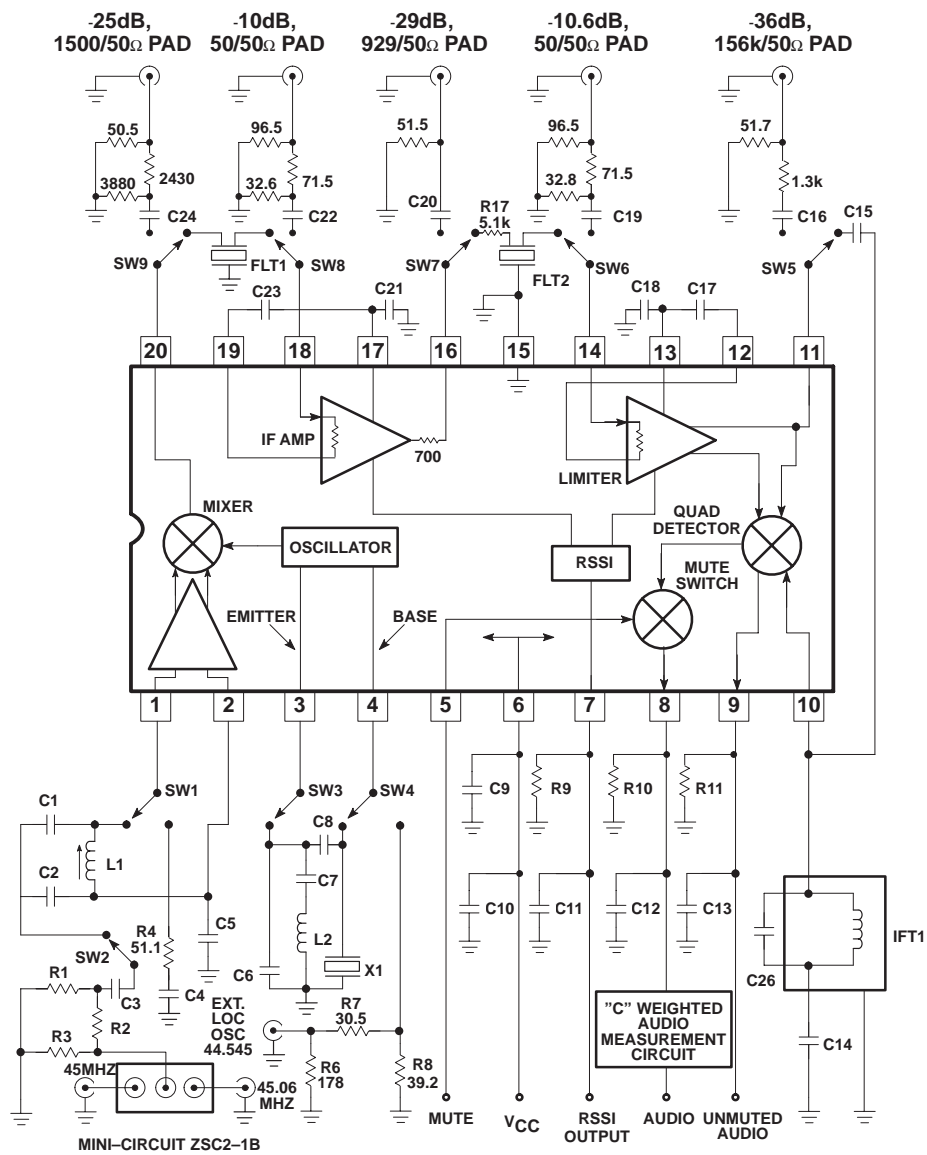 -25dB,
1500/50Ω PAD
-10dB,
50/50Ω PAD
-29dB,
929/50Ω PAD
-10.6dB,
50/50Ω PAD
-36dB,
156k/50Ω PAD
50.5
2430
3880
C24
96.5
71.5
32.6
C22
51.5
C20
R17
5.1k
96.5
71.5
32.8
C19
51.7
1.3k
C16
C15
SW9
FLT1
SW8
SW7
FLT2
SW6
SW5
C23
C21
C18
C17
20
19
18
17
16
15
14
13
12
11
IF AMP
700
LIMITER
MIXER
OSCILLATOR
RSSI
QUAD
DETECTOR
MUTE
SWITCH
EMITTER
BASE
1
2
3
4
5
6
7
8
9
10
SW1
SW3
SW4
C1
L1
C2
C5
SW2
R4
51.1
C4
C3
R1
R2
R3
C8
C7
L2
C6
X1
EXT.
LOC
OSC
44.545
R7
30.5
R6
178
R8
39.2
C9
R9
R10
R11
C10
C11
C12
C13
IFT1
C26
C14
"C" WEIGHTED
AUDIO
MEASUREMENT
CIRCUIT
45MHZ
45.06
MHZ
MINI–CIRCUIT ZSC2–1B
MUTE
VCC
RSSI
OUTPUT
AUDIO
UNMUTED
AUDIO